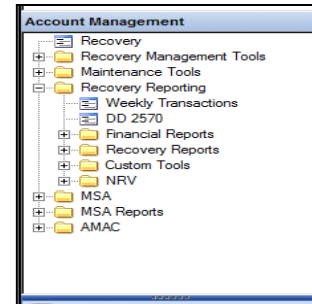 Account Management
Recovery
Recovery Management Tools
Maintenance Tools
Recovery Reporting
Weekly Transactions
DD 2570
Financial Reports
Recovery Reports
Custom Tools
NRV
MSA
MSA Reports
AMAC